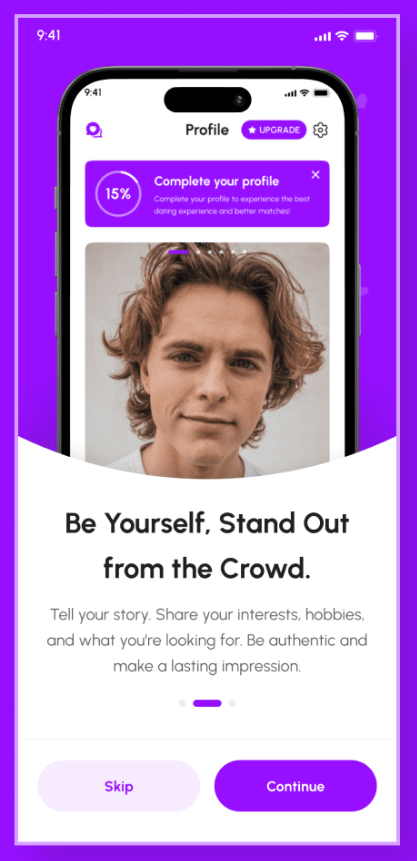 9:41
9:41
Profile
UPGRADE
15%
Complete your profile
Complete your profile to experience the best
dating experience and better matches!
Be Yourself, Stand Out
from the Crowd.
Tell your story. Share your interests, hobbies,
and what you're looking for. Be authentic and
make a lasting impression.
Skip
Continue